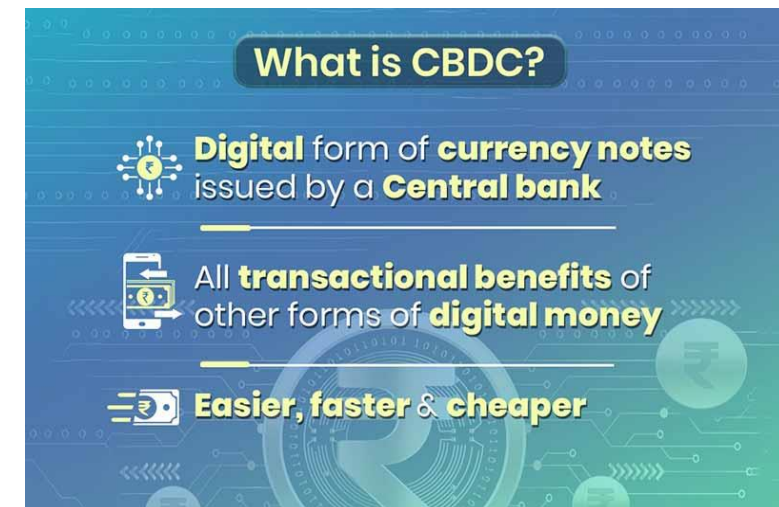 What is CBDC?
Digital form of currency notes
issued by a Central bank
All transactional benefits of
other forms of digital money
Easier, faster & cheaper